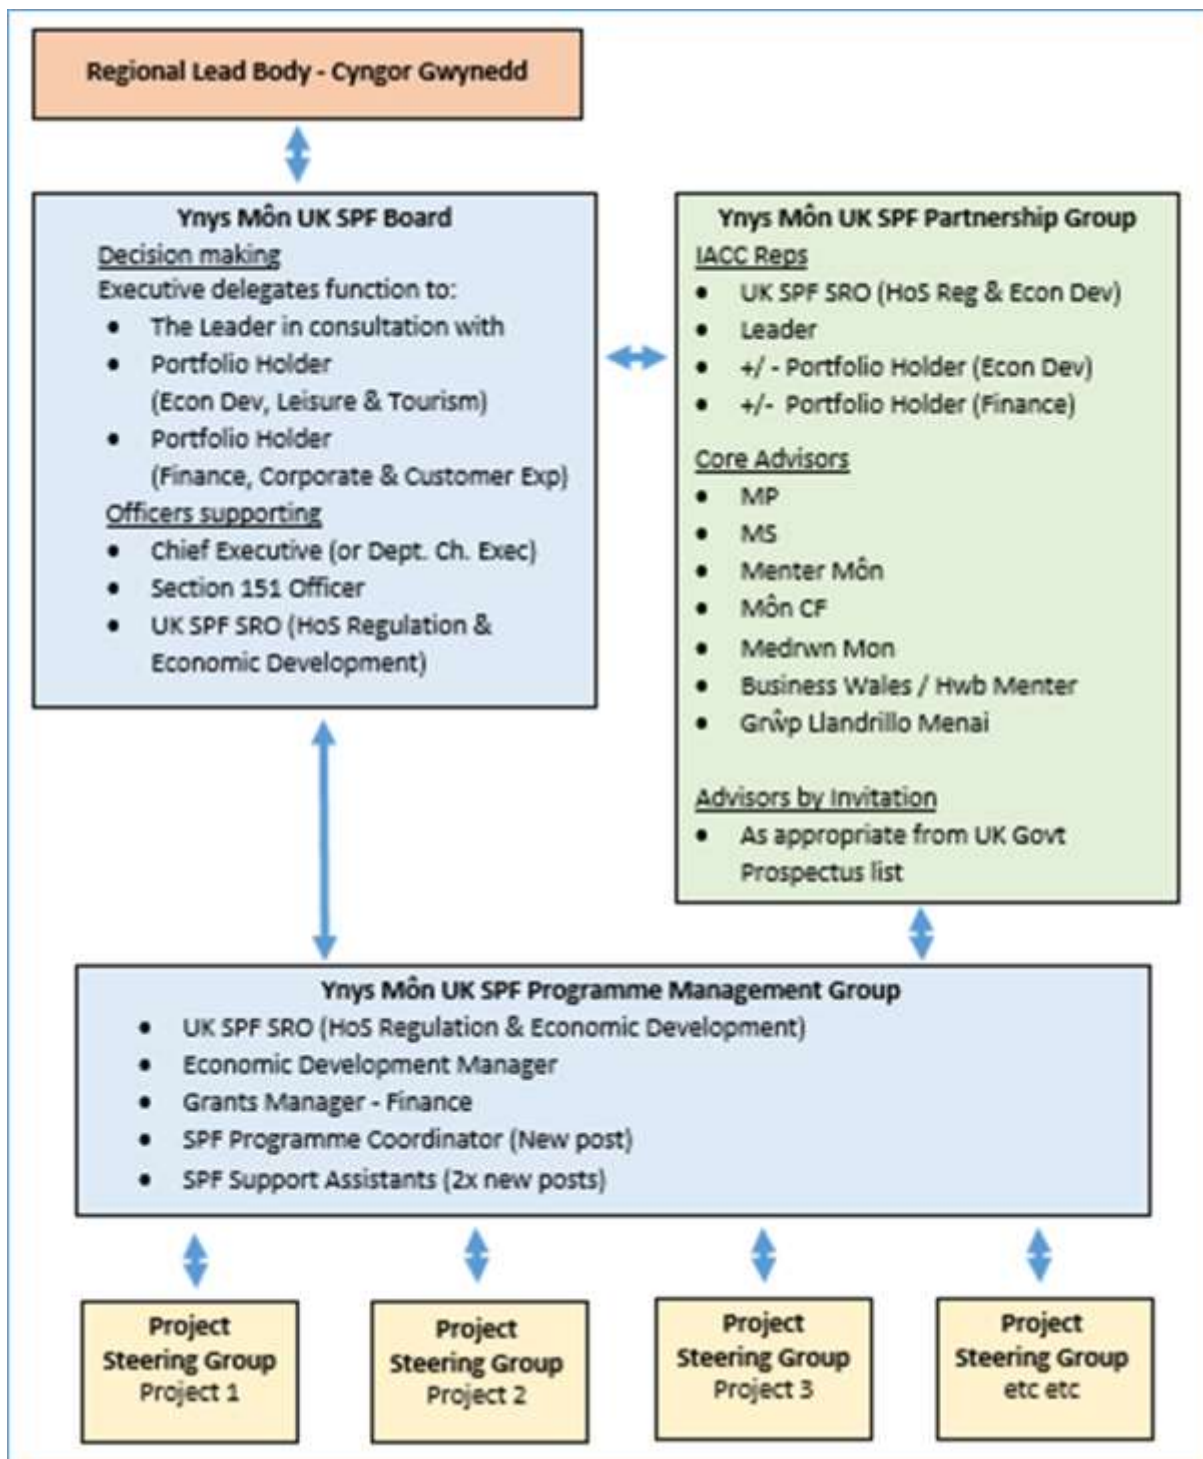 Regional Lead Body - Cyngor Gwynedd
Ynys Môn UK SPF Board
Decision making
Executive delegates function to:
• The Leader in consultation with
• Portfolio Holder
(Econ Dev, Leisure & Tourism)
• Portfolio Holder
(Finance, Corporate & Customer Exp)
Officers supporting
• Chief Executive (or Dept. Ch. Exec)
• Section 151 Officer
• UK SPF SRO (HoS Regulation &
Economic Development)
Ynys Môn UK SPF Partnership Group
IACC Reps
• UK SPF SRO (HoS Reg & Econ Dev)
• Leader
• +/ - Portfolio Holder (Econ Dev)
• +/- Portfolio Holder (Finance)
Core Advisors
• MP
• MS
• Menter Môn
• Môn CF
• Medrwn Mon
• Business Wales / Hwb Menter
• Grŵp Llandrillo Menai
Advisors by Invitation
• As appropriate from UK Govt
Prospectus list
Ynys Môn UK SPF Programme Management Group
• UK SPF SRO (HoS Regulation & Economic Development)
• Economic Development Manager
• Grants Manager - Finance
• SPF Programme Coordinator (New post)
• SPF Support Assistants (2x new posts)
Project
Steering Group
Project 1
Project
Steering Group
Project 2
Project
Steering Group
Project 3
Project
Steering Group
etc etc